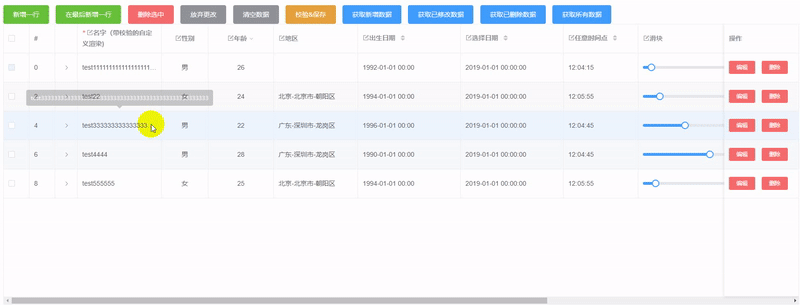 新增一行 在最后新增一行 删除选中 放弃更改 清空数据 校验&保存 获取新增数据 获取已修改数据 获取已删除数据 获取所有数据
# *名字（带校验的自定义渲染） 性别 年龄 地区 出生日期 选择日期 任意时间点 滑块 操作
0 test1111111111111111111... 男 26 1992-01-01 00:00 2019-01-01 00:00:00 12:04:15 编辑 删除
2 test22 女 24 北京-北京市-朝阳区 1994-01-01 00:00 2019-01-01 00:00:00 12:05:55 编辑 删除
4 test333333333333333... 男 22 广东-深圳市-龙岗区 1996-01-01 00:00 2019-01-01 00:00:00 12:04:45 编辑 删除
6 test4444 男 28 广东-深圳市-龙岗区 1990-01-01 00:00 2019-01-01 00:00:00 12:04:45 编辑 删除
8 test555555 女 25 北京-北京市-朝阳区 1994-01-01 00:00 2019-01-01 00:00:00 12:05:55 编辑 删除